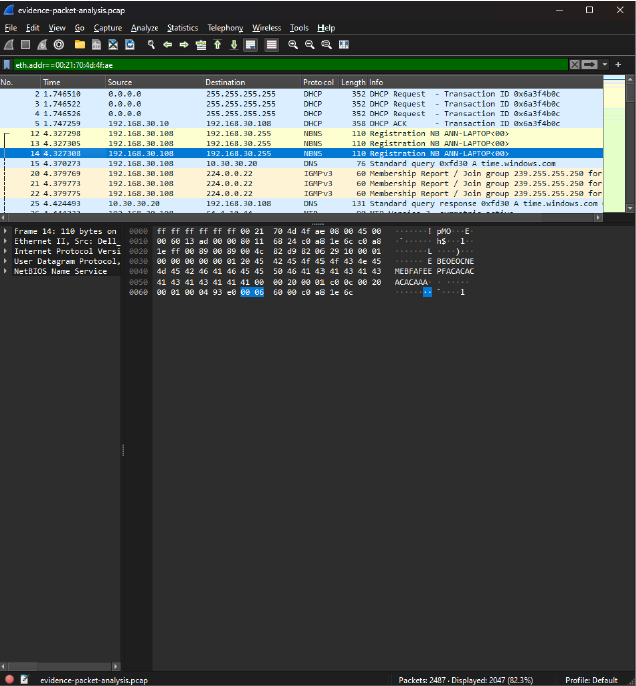 evidence-packet-analysis.pcap
File Edit View Go Capture Analyze Statistics Telephony Wireless Tools Help
eth.addr==00:21:70:4d:4f:ae
No. Time Source Destination Protocol Length Info
2 1.746510 0.0.0.0 255.255.255.255 DHCP 352 DHCP Request - Transaction ID 0x6a3f4b0c
3 1.746522 0.0.0.0 255.255.255.255 DHCP 352 DHCP Request - Transaction ID 0x6a3f4b0c
4 1.746526 0.0.0.0 255.255.255.255 DHCP 352 DHCP Request - Transaction ID 0x6a3f4b0c
5 1.747259 192.168.30.10 192.168.30.108 DHCP 358 DHCP ACK - Transaction ID 0x6a3f4b0c
12 4.327298 192.168.30.108 192.168.30.255 NBNS 110 Registration NB ANN-LAPTOP<00>
13 4.327305 192.168.30.108 192.168.30.255 NBNS 110 Registration NB ANN-LAPTOP<00>
14 4.327308 192.168.30.108 192.168.30.255 NBNS 110 Registration NB ANN-LAPTOP<00>
15 4.370273 192.168.30.108 10.30.30.20 DNS 76 Standard query 0xfd30 A time.windows.com
20 4.379769 192.168.30.108 224.0.0.22 IGMPv3 60 Membership Report / Join group 239.255.255.250 for
21 4.379773 192.168.30.108 224.0.0.22 IGMPv3 60 Membership Report / Join group 239.255.255.250 for
22 4.379775 192.168.30.108 224.0.0.22 IGMPv3 60 Membership Report / Join group 239.255.255.250 for
25 4.424493 10.30.30.20 192.168.30.108 DNS 131 Standard query response 0xfd30 A time.windows.com
Frame 14: 110 bytes on 0000 ff ff ff ff ff ff 00 21 70 4d 4f ae 08 00 45 00 ·······! pMO···E·
Ethernet II, Src: Dell_ 0010 00 60 13 ad 00 00 80 11 68 24 c0 a8 1e 6c c0 a8 ·`······ h$···l··
Internet Protocol Versi 0020 1e ff 00 89 00 89 00 4c 82 d9 82 06 29 10 00 01 ·······L ····)···
User Datagram Protocol, 0030 00 00 00 00 00 01 20 45 42 45 4f 45 4f 43 4e 45 ······ E BEOEOCNE
NetBIOS Name Service 0040 4d 45 42 46 41 46 45 45 50 46 41 43 41 43 41 43 MEBFAFEE PFACACAC
0050 41 43 41 43 41 41 41 00 00 20 00 01 c0 0c 00 20 ACACAAA· · ·····
0060 00 01 00 04 93 e0 00 06 60 00 c0 a8 1e 6c ········ `····l
evidence-packet-analysis.pcap Packets: 2487 · Displayed: 2047 (82.3%) Profile: Default